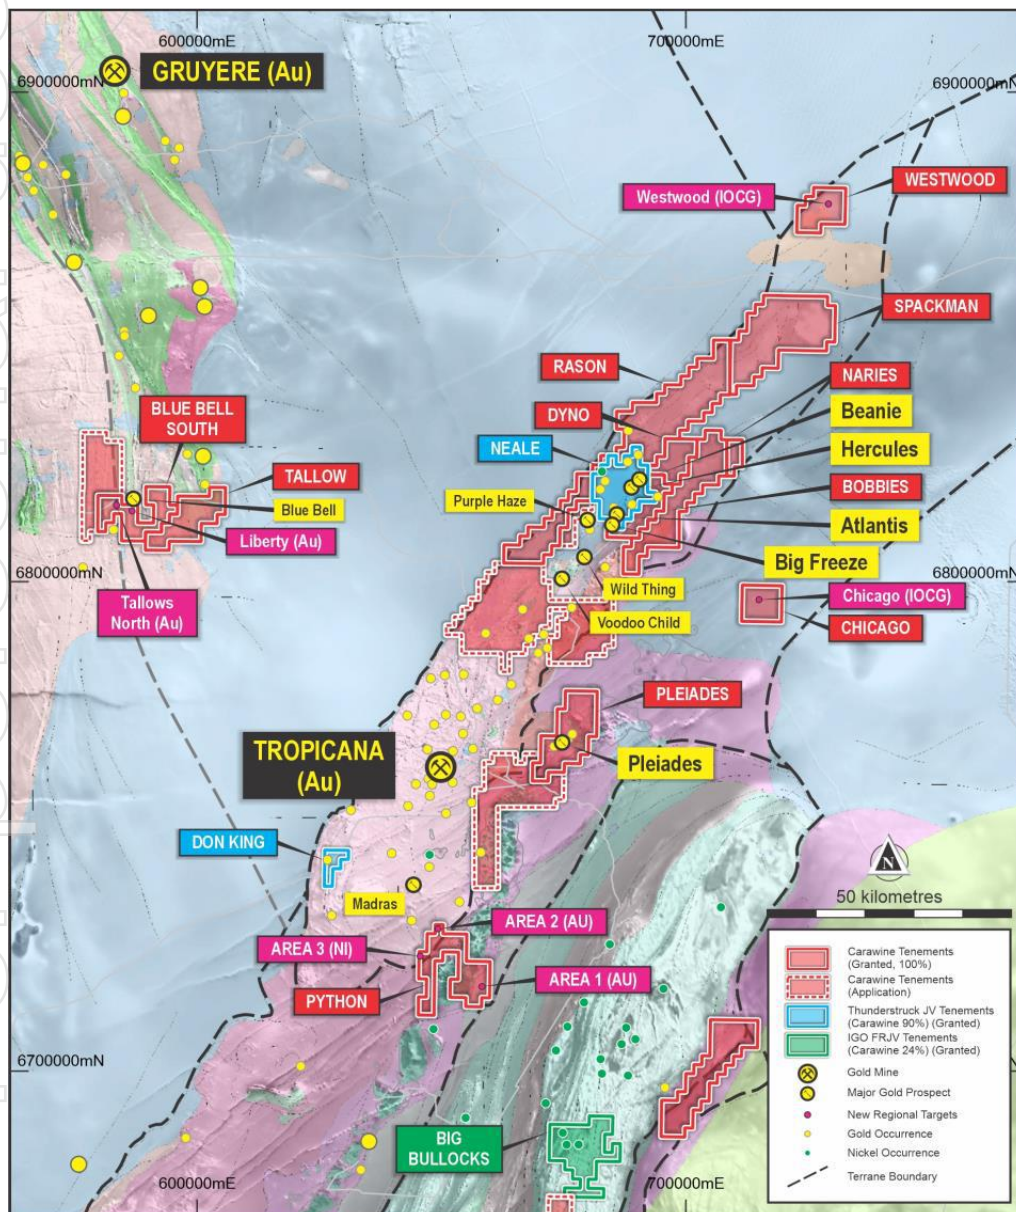 600000mE
700000mE
6900000mN
6900000mN
GRUYERE (Au)
Westwood (IOCG)
WESTWOOD
SPACKMAN
RASON
NARIES
DYNO
Beanie
BLUE BELL
SOUTH
NEALE
Hercules
TALLOW
Purple Haze
BOBBIES
Blue Bell
Atlantis
Liberty (Au)
Big Freeze
6800000mN
6800000mN
Wild Thing
Tallows
North (Au)
Chicago (IOCG)
Voodoo Child
CHICAGO
PLEIADES
TROPICANA
(Au)
Pleiades
DON KING
N
50 kilometres
Madras
AREA 2 (AU)
AREA 3 (NI)
AREA 1 (AU)
PYTHON
6700000mN
BIG
BULLOCKS
600000mE
700000mE
Carawine Tenements
(Granted, 100%)
Carawine Tenements
(Application)
Thunderstruck JV Tenements
(Carawine 90%) (Granted)
IGO FRJV Tenements
(Carawine 24%) (Granted)
Gold Mine
Major Gold Prospect
New Regional Targets
Gold Occurrence
Nickel Occurrence
Terrane Boundary